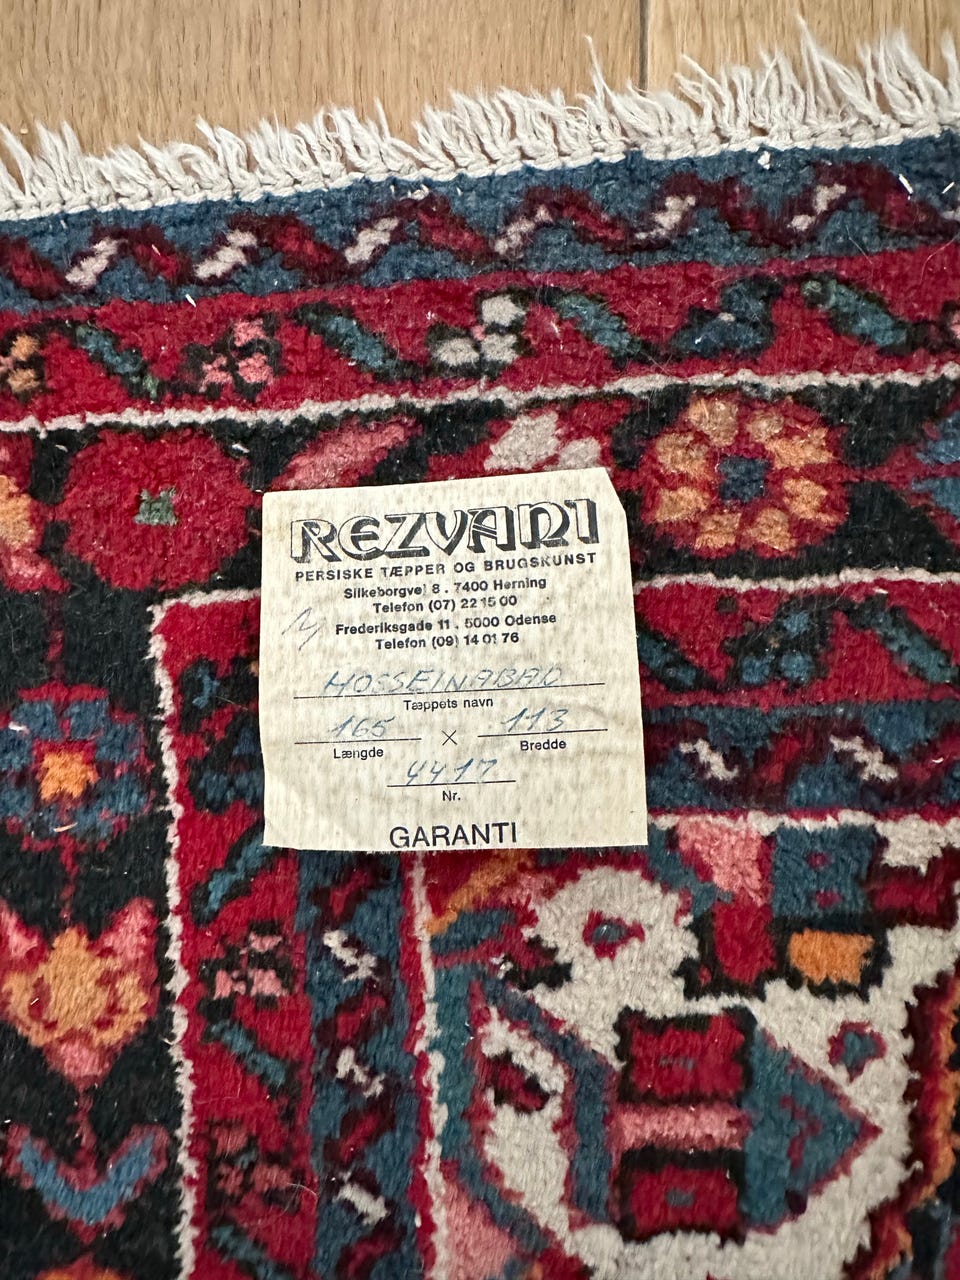 REZVANI
PERSISKE TÆPPER OG BRUGSKUNST
Silkeborgvej 8 . 7400 Herning
Telefon (07) 22 15 00
Frederiksgade 11 . 5000 Odense
Telefon (09) 14 01 76
HOSSEINABAD
Tæppets navn
165 × 113
Længde Bredde
4417
Nr.
GARANTI